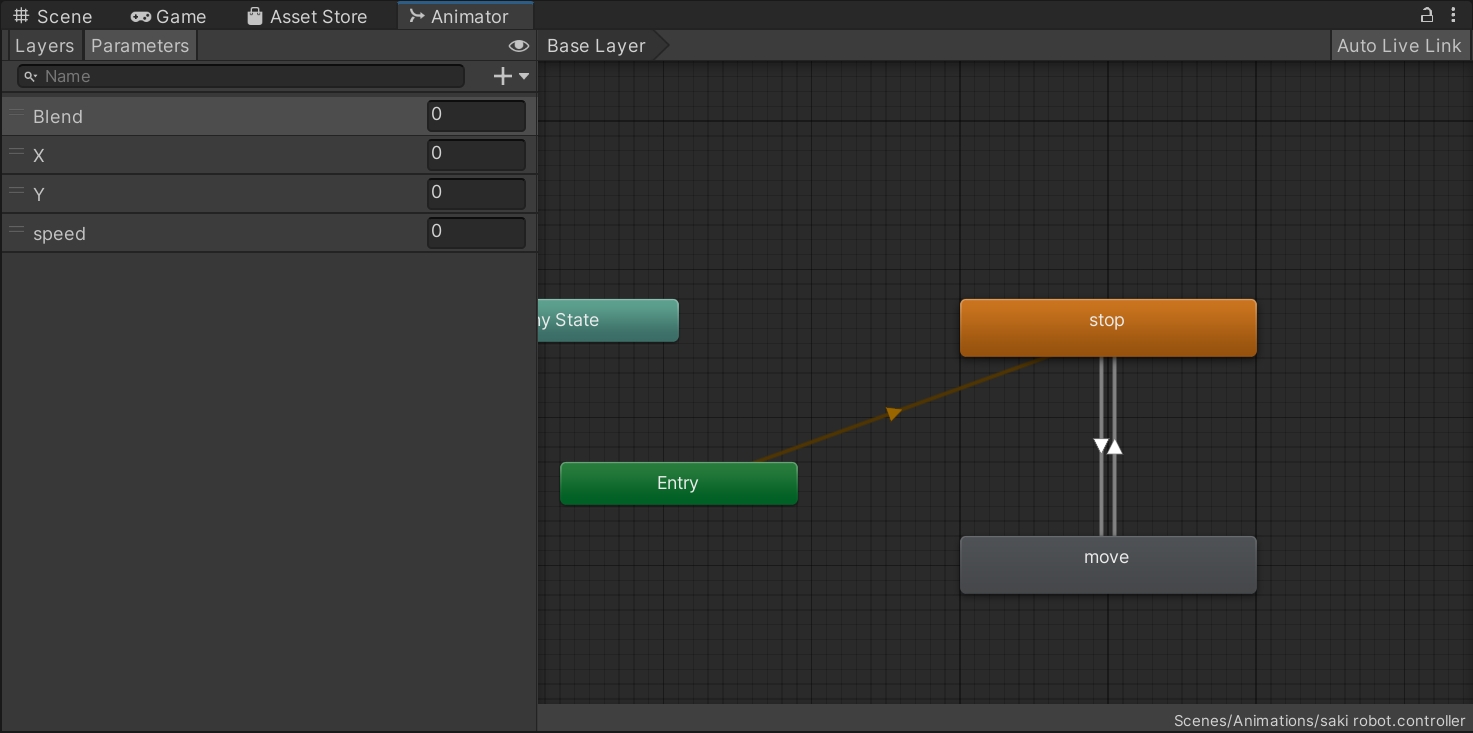 Scene Game Asset Store Animator
Layers Parameters Base Layer Auto Live Link
Name
Blend 0
X 0
Y 0
speed 0
ny State
stop
Entry
move
Scenes/Animations/saki robot.controller